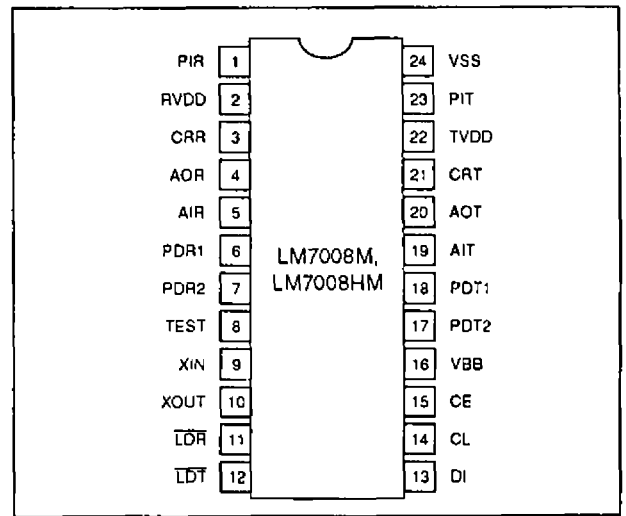 PIR 1 24 VSS
RVDD 2 23 PIT
CRR 3 22 TVDD
AOR 4 21 CRT
AIR 5 20 AOT
PDR1 6 19 AIT
LM7008M,
PDR2 7 18 PDT1
LM7008HM
TEST 8 17 PDT2
XIN 9 16 VBB
XOUT 10 15 CE
L̅D̅R̅ 11 14 CL
L̅D̅T̅ 12 13 DI